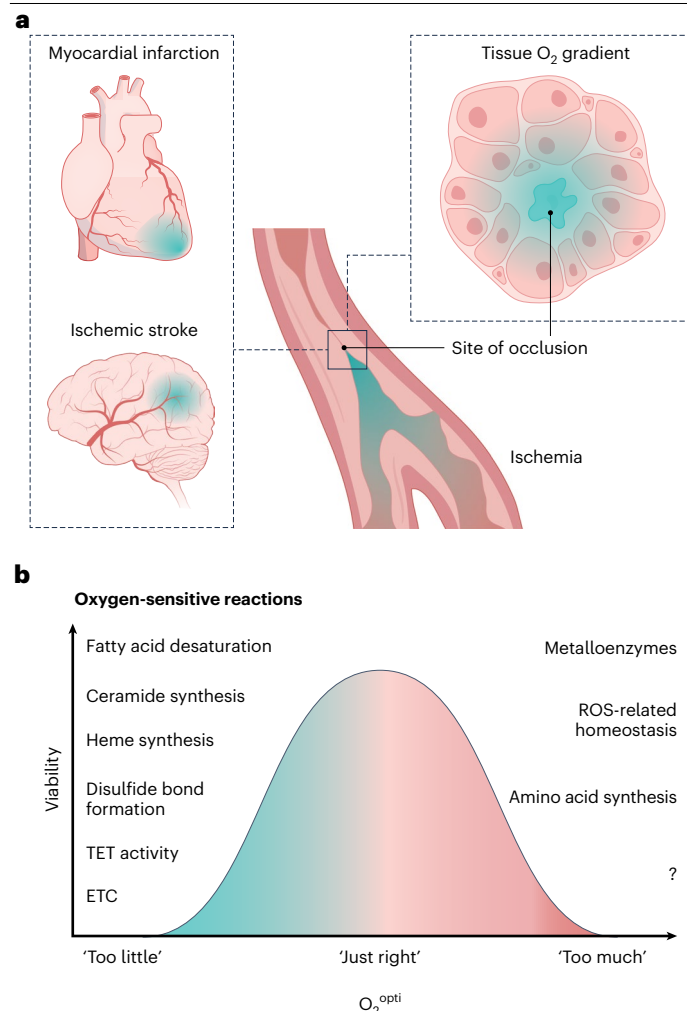 a
Myocardial infarction
Tissue O₂ gradient
Ischemic stroke
Site of occlusion
Ischemia
b
Oxygen-sensitive reactions
Viability
Fatty acid desaturation
Ceramide synthesis
Heme synthesis
Disulfide bond
formation
TET activity
ETC
Metalloenzymes
ROS-related
homeostasis
Amino acid synthesis
?
'Too little'
'Just right'
'Too much'
O₂ᵒᵖᵗⁱ